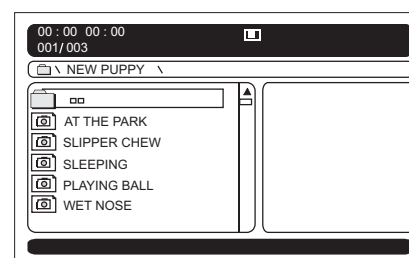 00 : 00 00 : 00
001/ 003
\ NEW PUPPY \
AT THE PARK
SLIPPER CHEW
SLEEPING
PLAYING BALL
WET NOSE